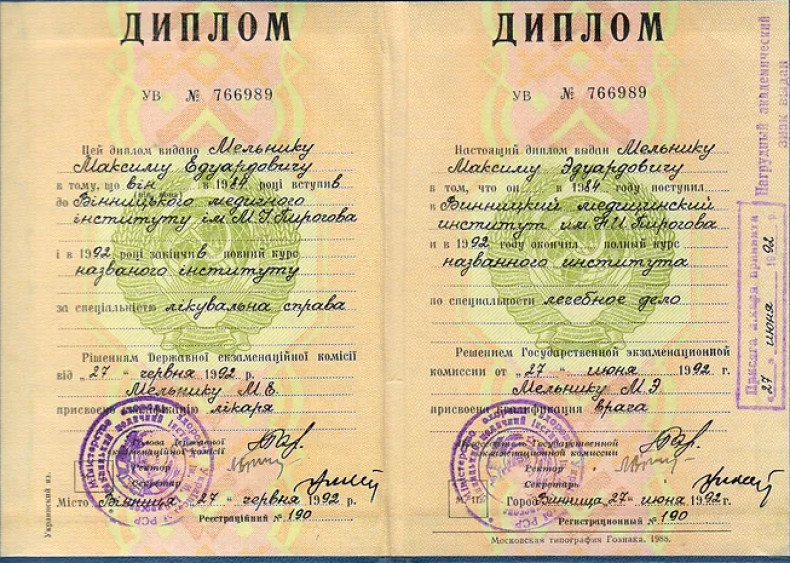 ДИПЛОМ
УВ № 766989
Цей диплом видано Мельнику
Максиму Едуардовичу
в тому, що він в 1984 році вступив
до Вінницького медичного
інституту ім. М.І. Пирогова
і в 1992 році закінчив повний курс
названого інституту
за спеціальністю лікувальна справа
Рішенням Державної екзаменаційної комісії
від „27“ червня 1992 р.
Мельнику М.Е.
присвоєно кваліфікацію лікаря
Голова Державної
екзаменаційної комісії
Ректор
Секретар
Місто Вінниця, „27“ червня 1992 р.
Реєстраційний № 190
Украинский яз.
ДИПЛОМ
УВ № 766989
Настоящий диплом выдан Мельнику
Максиму Эдуардовичу
в том, что он в 1984 году поступил
в Винницкий медицинский
институт им. Н.И. Пирогова
и в 1992 году окончил полный курс
названного института
по специальности лечебное дело
Решением Государственной экзаменационной
комиссии от „27“ июня 1992 г.
Мельнику М.Э.
присвоена квалификация врача
Председатель Государственной
экзаменационной комиссии
Ректор
Секретарь
Город Винница, 27“ июня 1992 г.
Регистрационный № 190
Московская типография Гознака. 1988.
Нагрудный академический
знак выдан
Присяга лікаря прийнята
„27“ июня 1992 р.